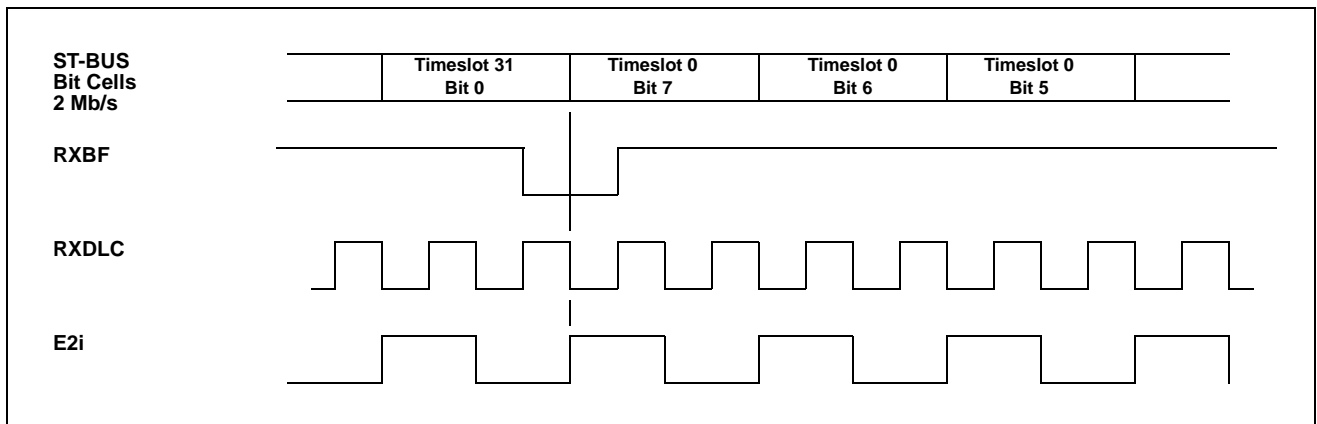 ST-BUS
Bit Cells
2 Mb/s
Timeslot 31
Bit 0
Timeslot 0
Bit 7
Timeslot 0
Bit 6
Timeslot 0
Bit 5
RXBF
RXDLC
E2i